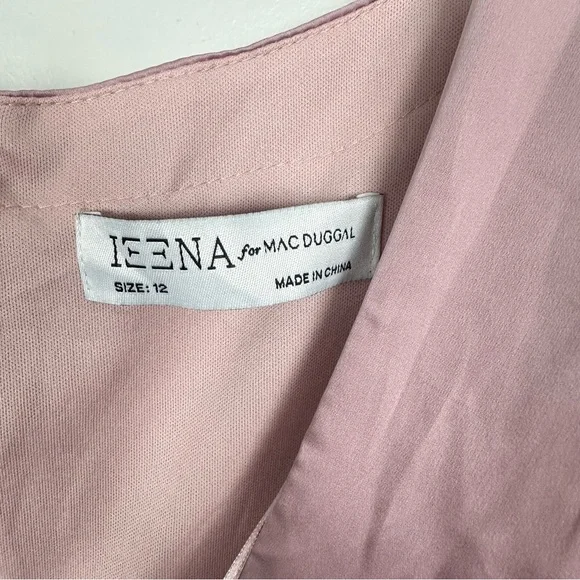 IEENA for MAC DUGGAL
SIZE: 12
MADE IN CHINA